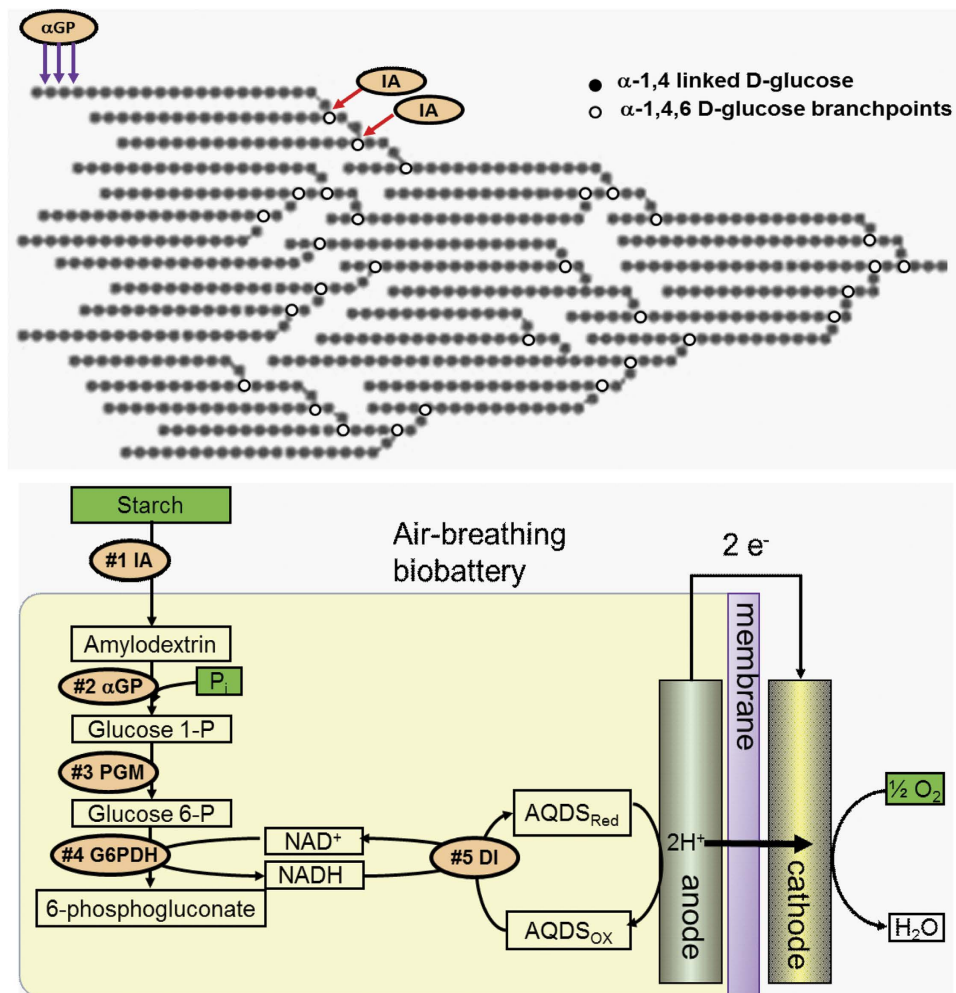 αGP
IA
IA
α-1,4 linked D-glucose
α-1,4,6 D-glucose branchpoints
Starch
#1 IA
Air-breathing
biobattery
2 e⁻
Amylodextrin
#2 αGP
Pᵢ
Glucose 1-P
#3 PGM
Glucose 6-P
#4 G6PDH
NAD⁺
NADH
6-phosphogluconate
#5 DI
AQDS_Red
AQDS_OX
2H⁺
anode
membrane
cathode
½ O₂
H₂O